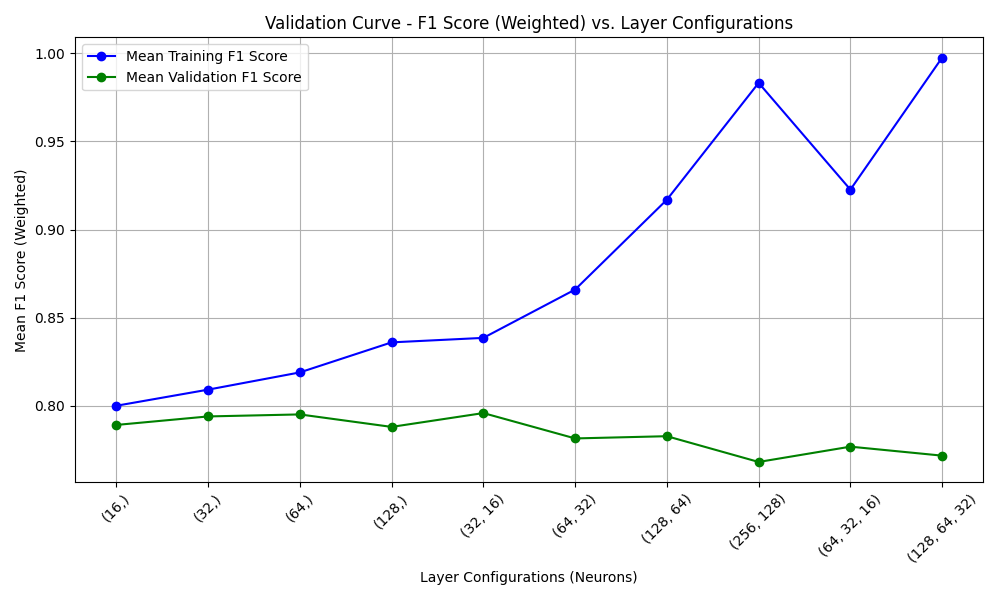 Validation Curve - F1 Score (Weighted) vs. Layer Configurations
Mean Training F1 Score
Mean Validation F1 Score
Mean F1 Score (Weighted)
1.00
0.95
0.90
0.85
0.80
(16,)
(32,)
(64,)
(128,)
(32, 16)
(64, 32)
(128, 64)
(256, 128)
(64, 32, 16)
(128, 64, 32)
Layer Configurations (Neurons)